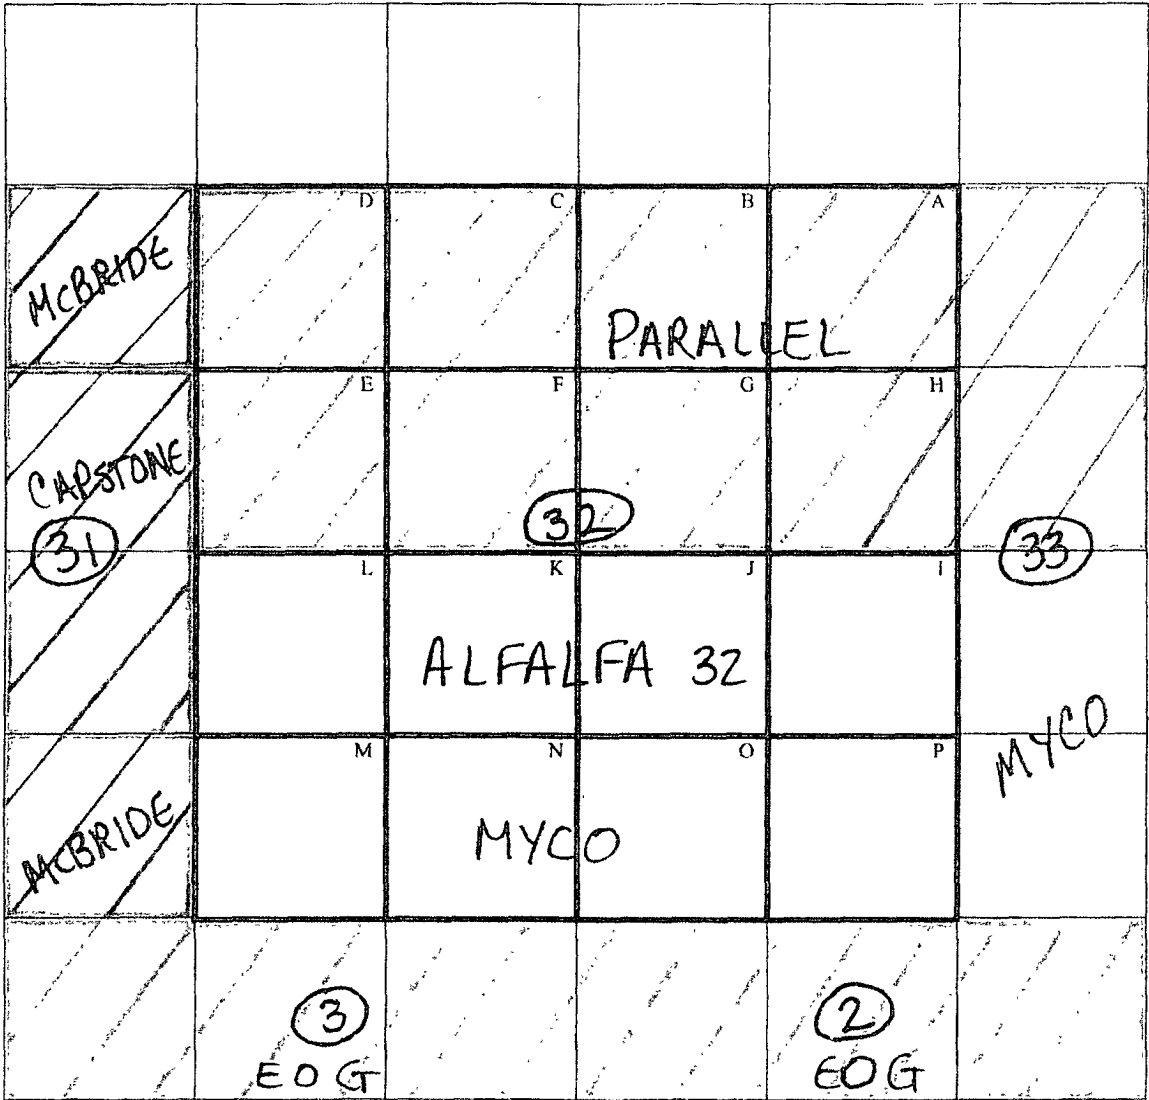 D C B A
McBRIDE
PARALLEL
E F G H
CAPSTONE
32
31
33
L K J I
ALFALFA 32
MYCO
M N O P
McBRIDE
MYCO
3
2
EOG
EOG